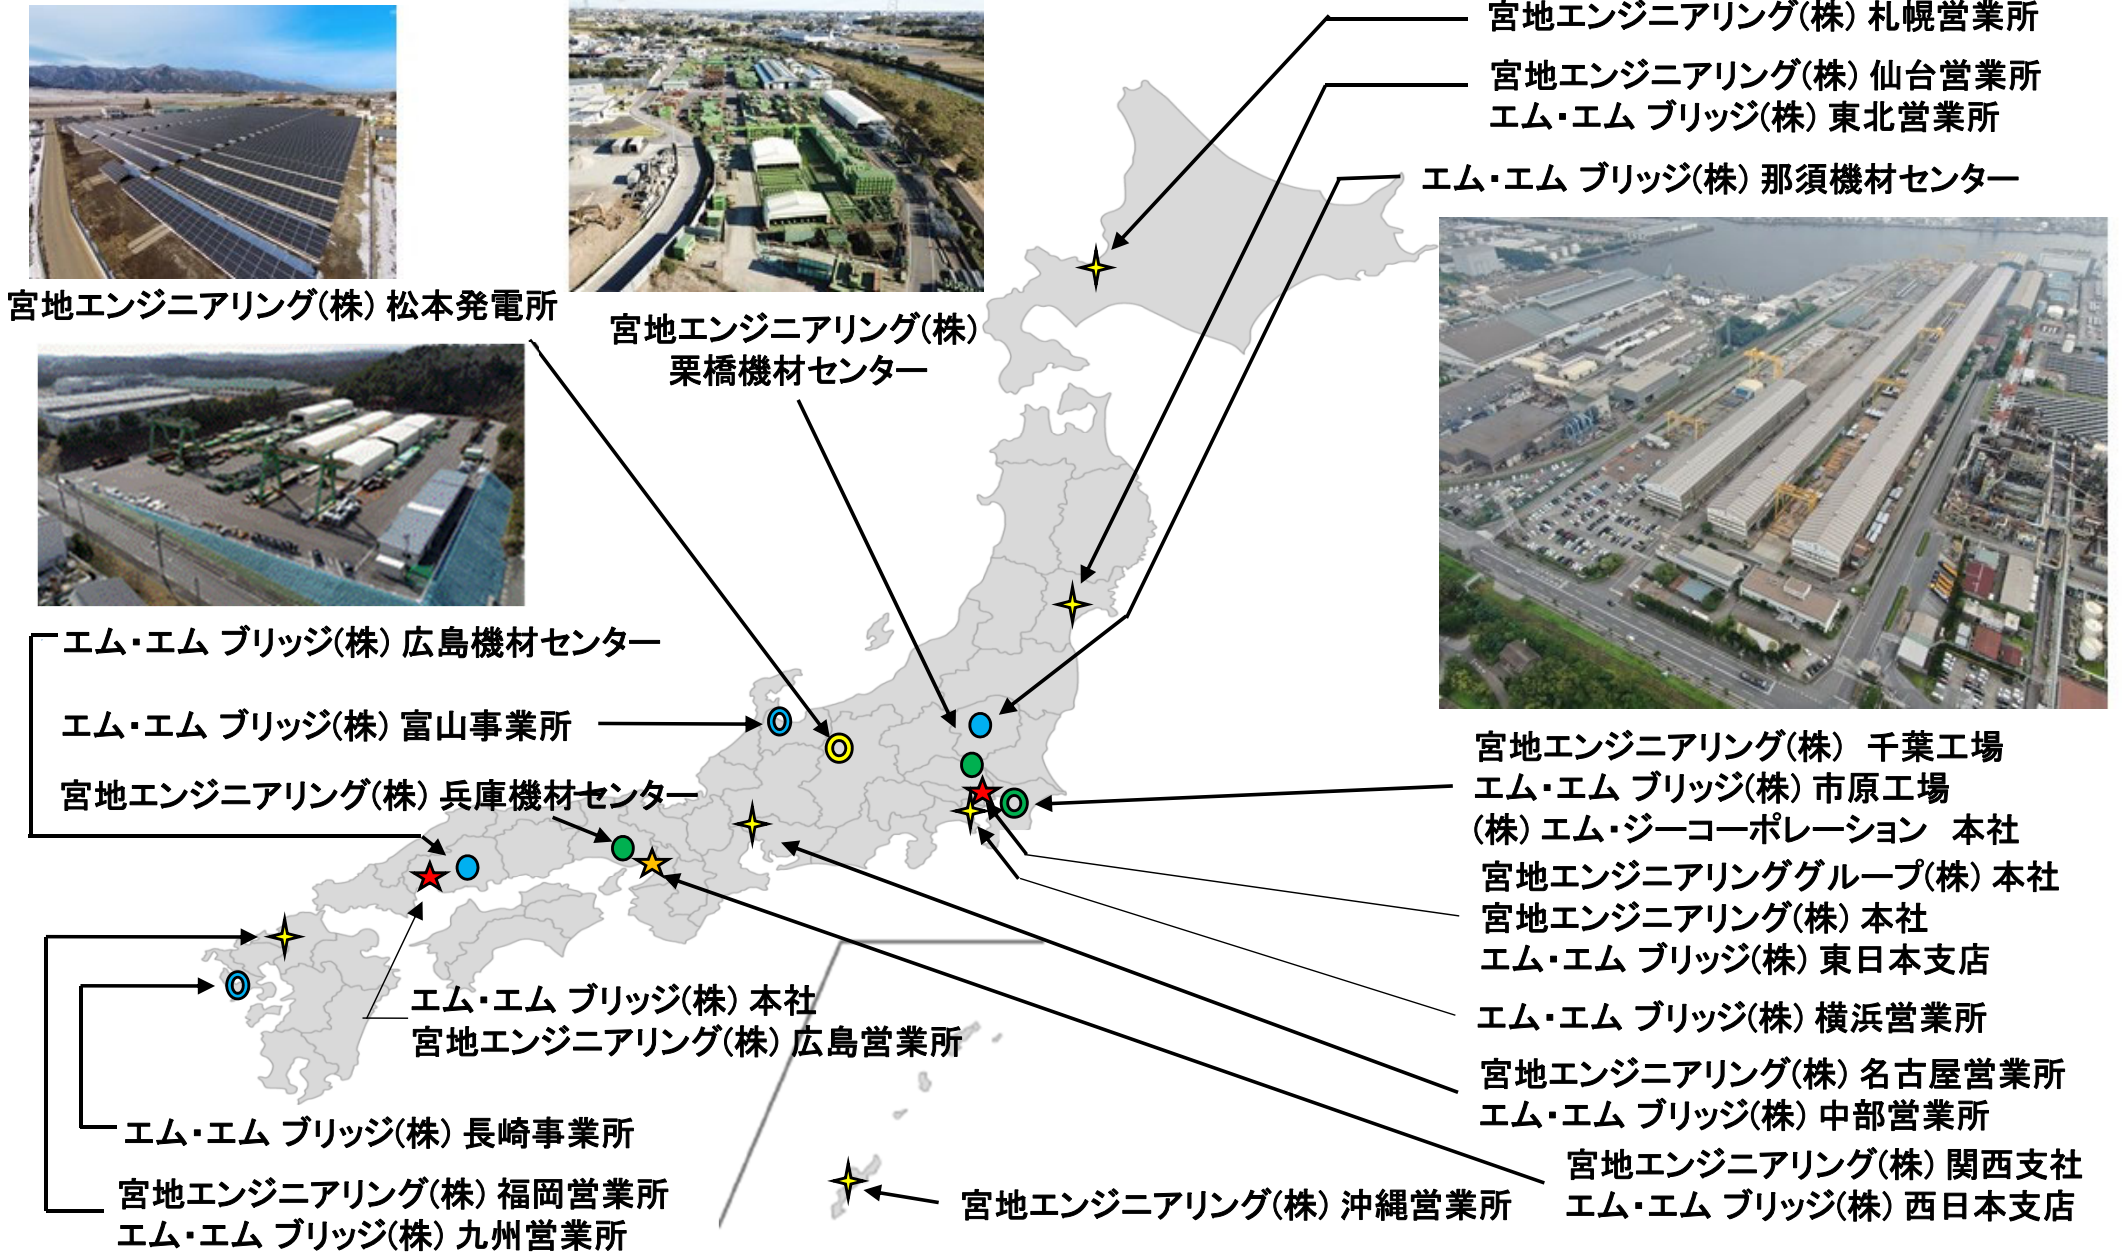 宮地エンジニアリング(株) 札幌営業所
宮地エンジニアリング(株) 仙台営業所
エム・エム ブリッジ(株) 東北営業所
エム・エム ブリッジ(株) 那須機材センター
宮地エンジニアリング(株) 松本発電所
宮地エンジニアリング(株)
栗橋機材センター
エム・エム ブリッジ(株) 広島機材センター
エム・エム ブリッジ(株) 富山事業所
宮地エンジニアリング(株) 兵庫機材センター
宮地エンジニアリング(株) 千葉工場
エム・エム ブリッジ(株) 市原工場
(株) エム・ジーコーポレーション 本社
宮地エンジニアリンググループ(株) 本社
宮地エンジニアリング(株) 本社
エム・エム ブリッジ(株) 東日本支店
エム・エム ブリッジ(株) 横浜営業所
エム・エム ブリッジ(株) 本社
宮地エンジニアリング(株) 広島営業所
宮地エンジニアリング(株) 名古屋営業所
エム・エム ブリッジ(株) 中部営業所
エム・エム ブリッジ(株) 長崎事業所
宮地エンジニアリング(株) 関西支社
エム・エム ブリッジ(株) 西日本支店
宮地エンジニアリング(株) 福岡営業所
エム・エム ブリッジ(株) 九州営業所
宮地エンジニアリング(株) 沖縄営業所